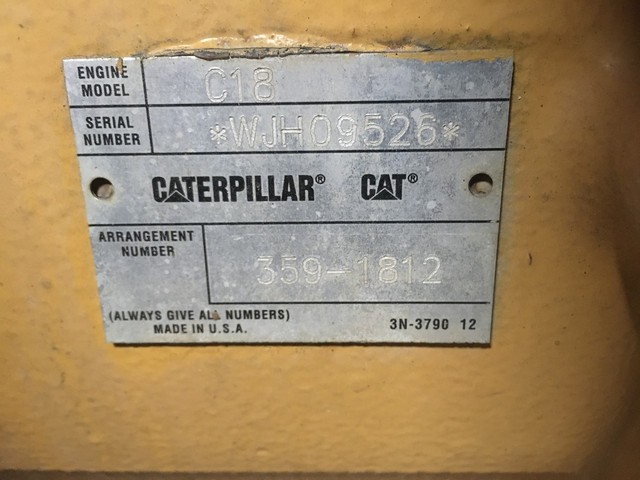 ENGINE MODEL C18
SERIAL NUMBER *WJH09526*
CATERPILLAR® CAT®
ARRANGEMENT NUMBER 359-1812
(ALWAYS GIVE ALL NUMBERS)
MADE IN U.S.A. 3N-3790 12